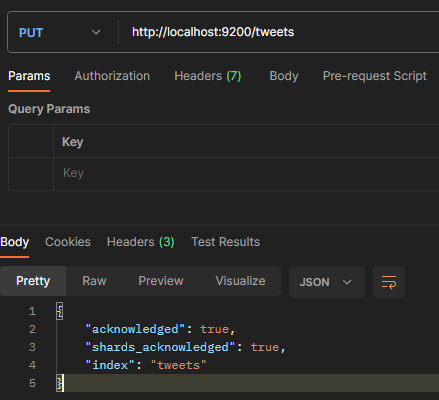 PUT http://localhost:9200/tweets
Params Authorization Headers (7) Body Pre-request Script
Query Params
Key
Key
Body Cookies Headers (3) Test Results
Pretty Raw Preview Visualize JSON
1 {
2 "acknowledged": true,
3 "shards_acknowledged": true,
4 "index": "tweets"
5 }